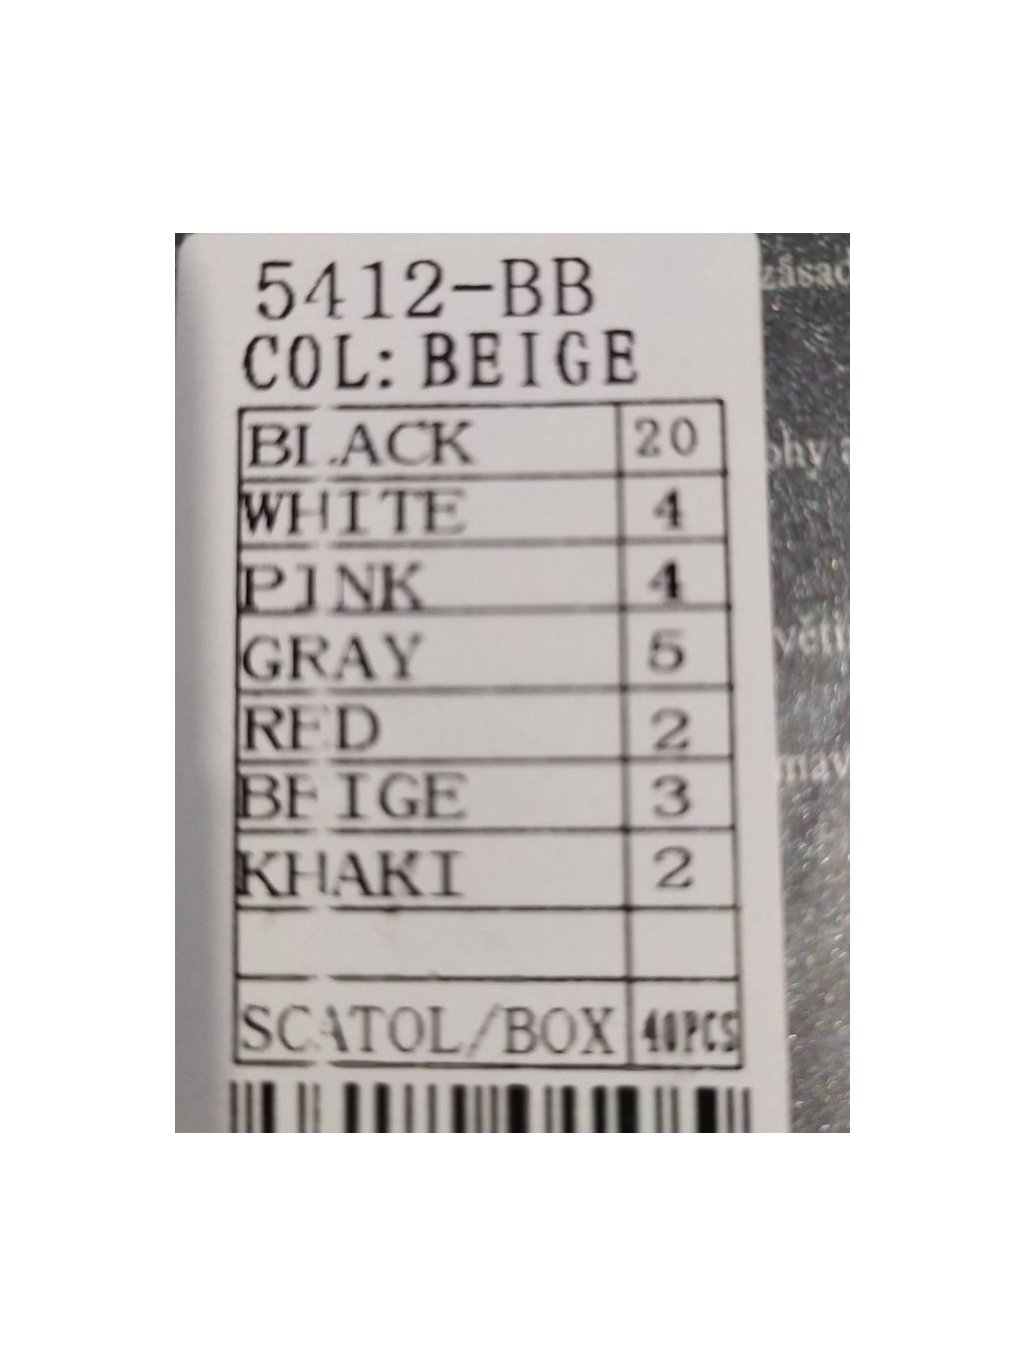 5412-BB
COL: BEIGE
BLACK 20
WHITE 4
PINK 4
GRAY 5
RED 2
BEIGE 3
KHAKI 2
SCATOL/BOX 40PCS